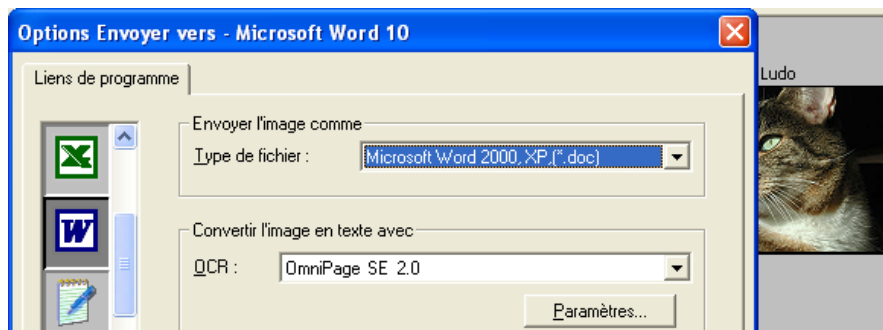 Options Envoyer vers - Microsoft Word 10
Ludo
Liens de programme
Envoyer l'image comme
Type de fichier :
Microsoft Word 2000, XP,(*.doc)
Convertir l'image en texte avec
OCR :
OmniPage SE 2.0
Paramètres...